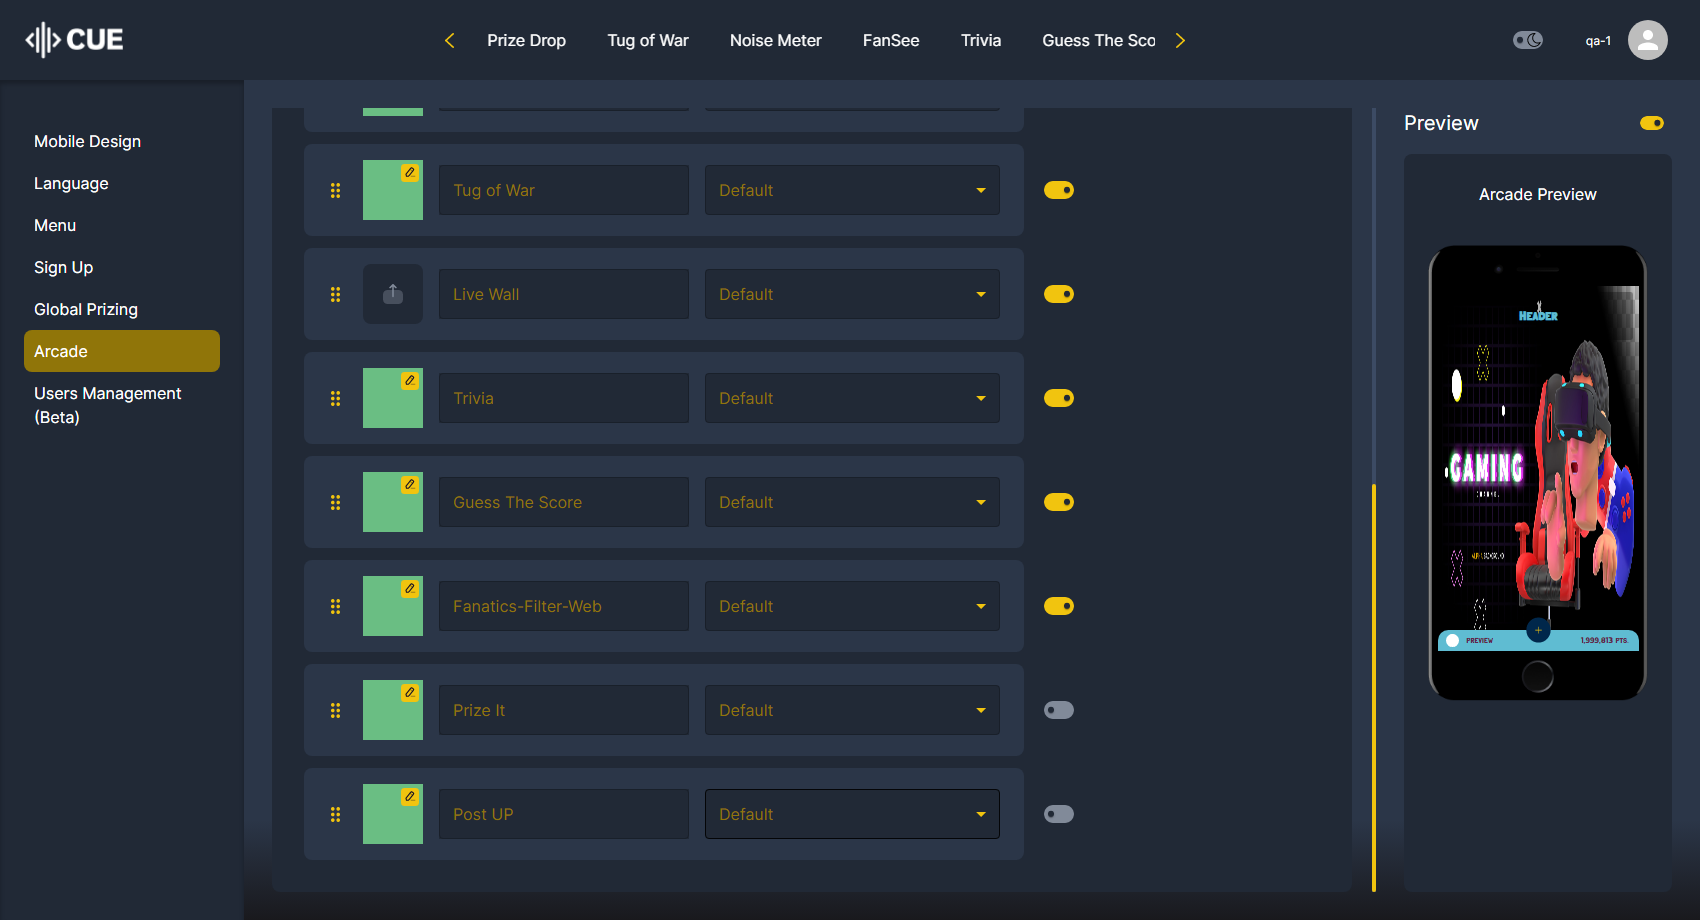 CUE
Prize Drop
Tug of War
Noise Meter
FanSee
Trivia
Guess The Sco
qa-1
Mobile Design
Language
Menu
Sign Up
Global Prizing
Arcade
Users Management
(Beta)
Tug of War
Default
Live Wall
Default
Trivia
Default
Guess The Score
Default
Fanatics-Filter-Web
Default
Prize It
Default
Post UP
Default
Preview
Arcade Preview
HEADER
GAMING
PREVIEW
1,999,813 PTS.